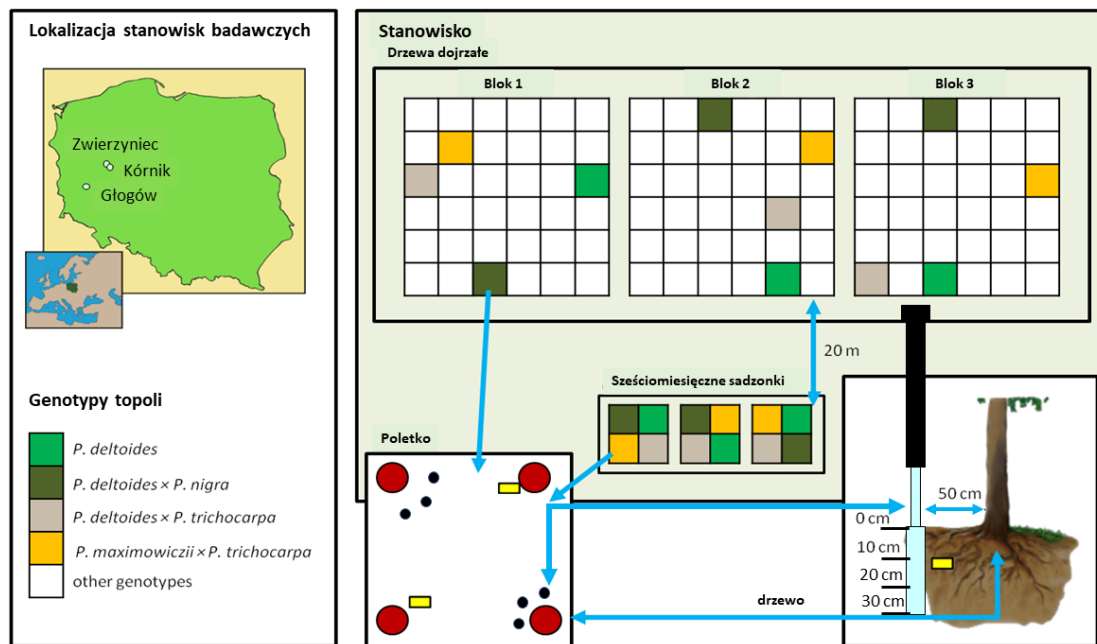 Lokalizacja stanowisk badawczych
Zwierzyniec
Kórnik
Głogów
Genotypy topoli
P. deltoides
P. deltoides × P. nigra
P. deltoides × P. trichocarpa
P. maximowiczii × P. trichocarpa
other genotypes
Stanowisko
Drzewa dojrzałe
Blok 1
Blok 2
Blok 3
20 m
Sześciomiesięczne sadzonki
Poletko
50 cm
0 cm
10 cm
20 cm
30 cm
drzewo